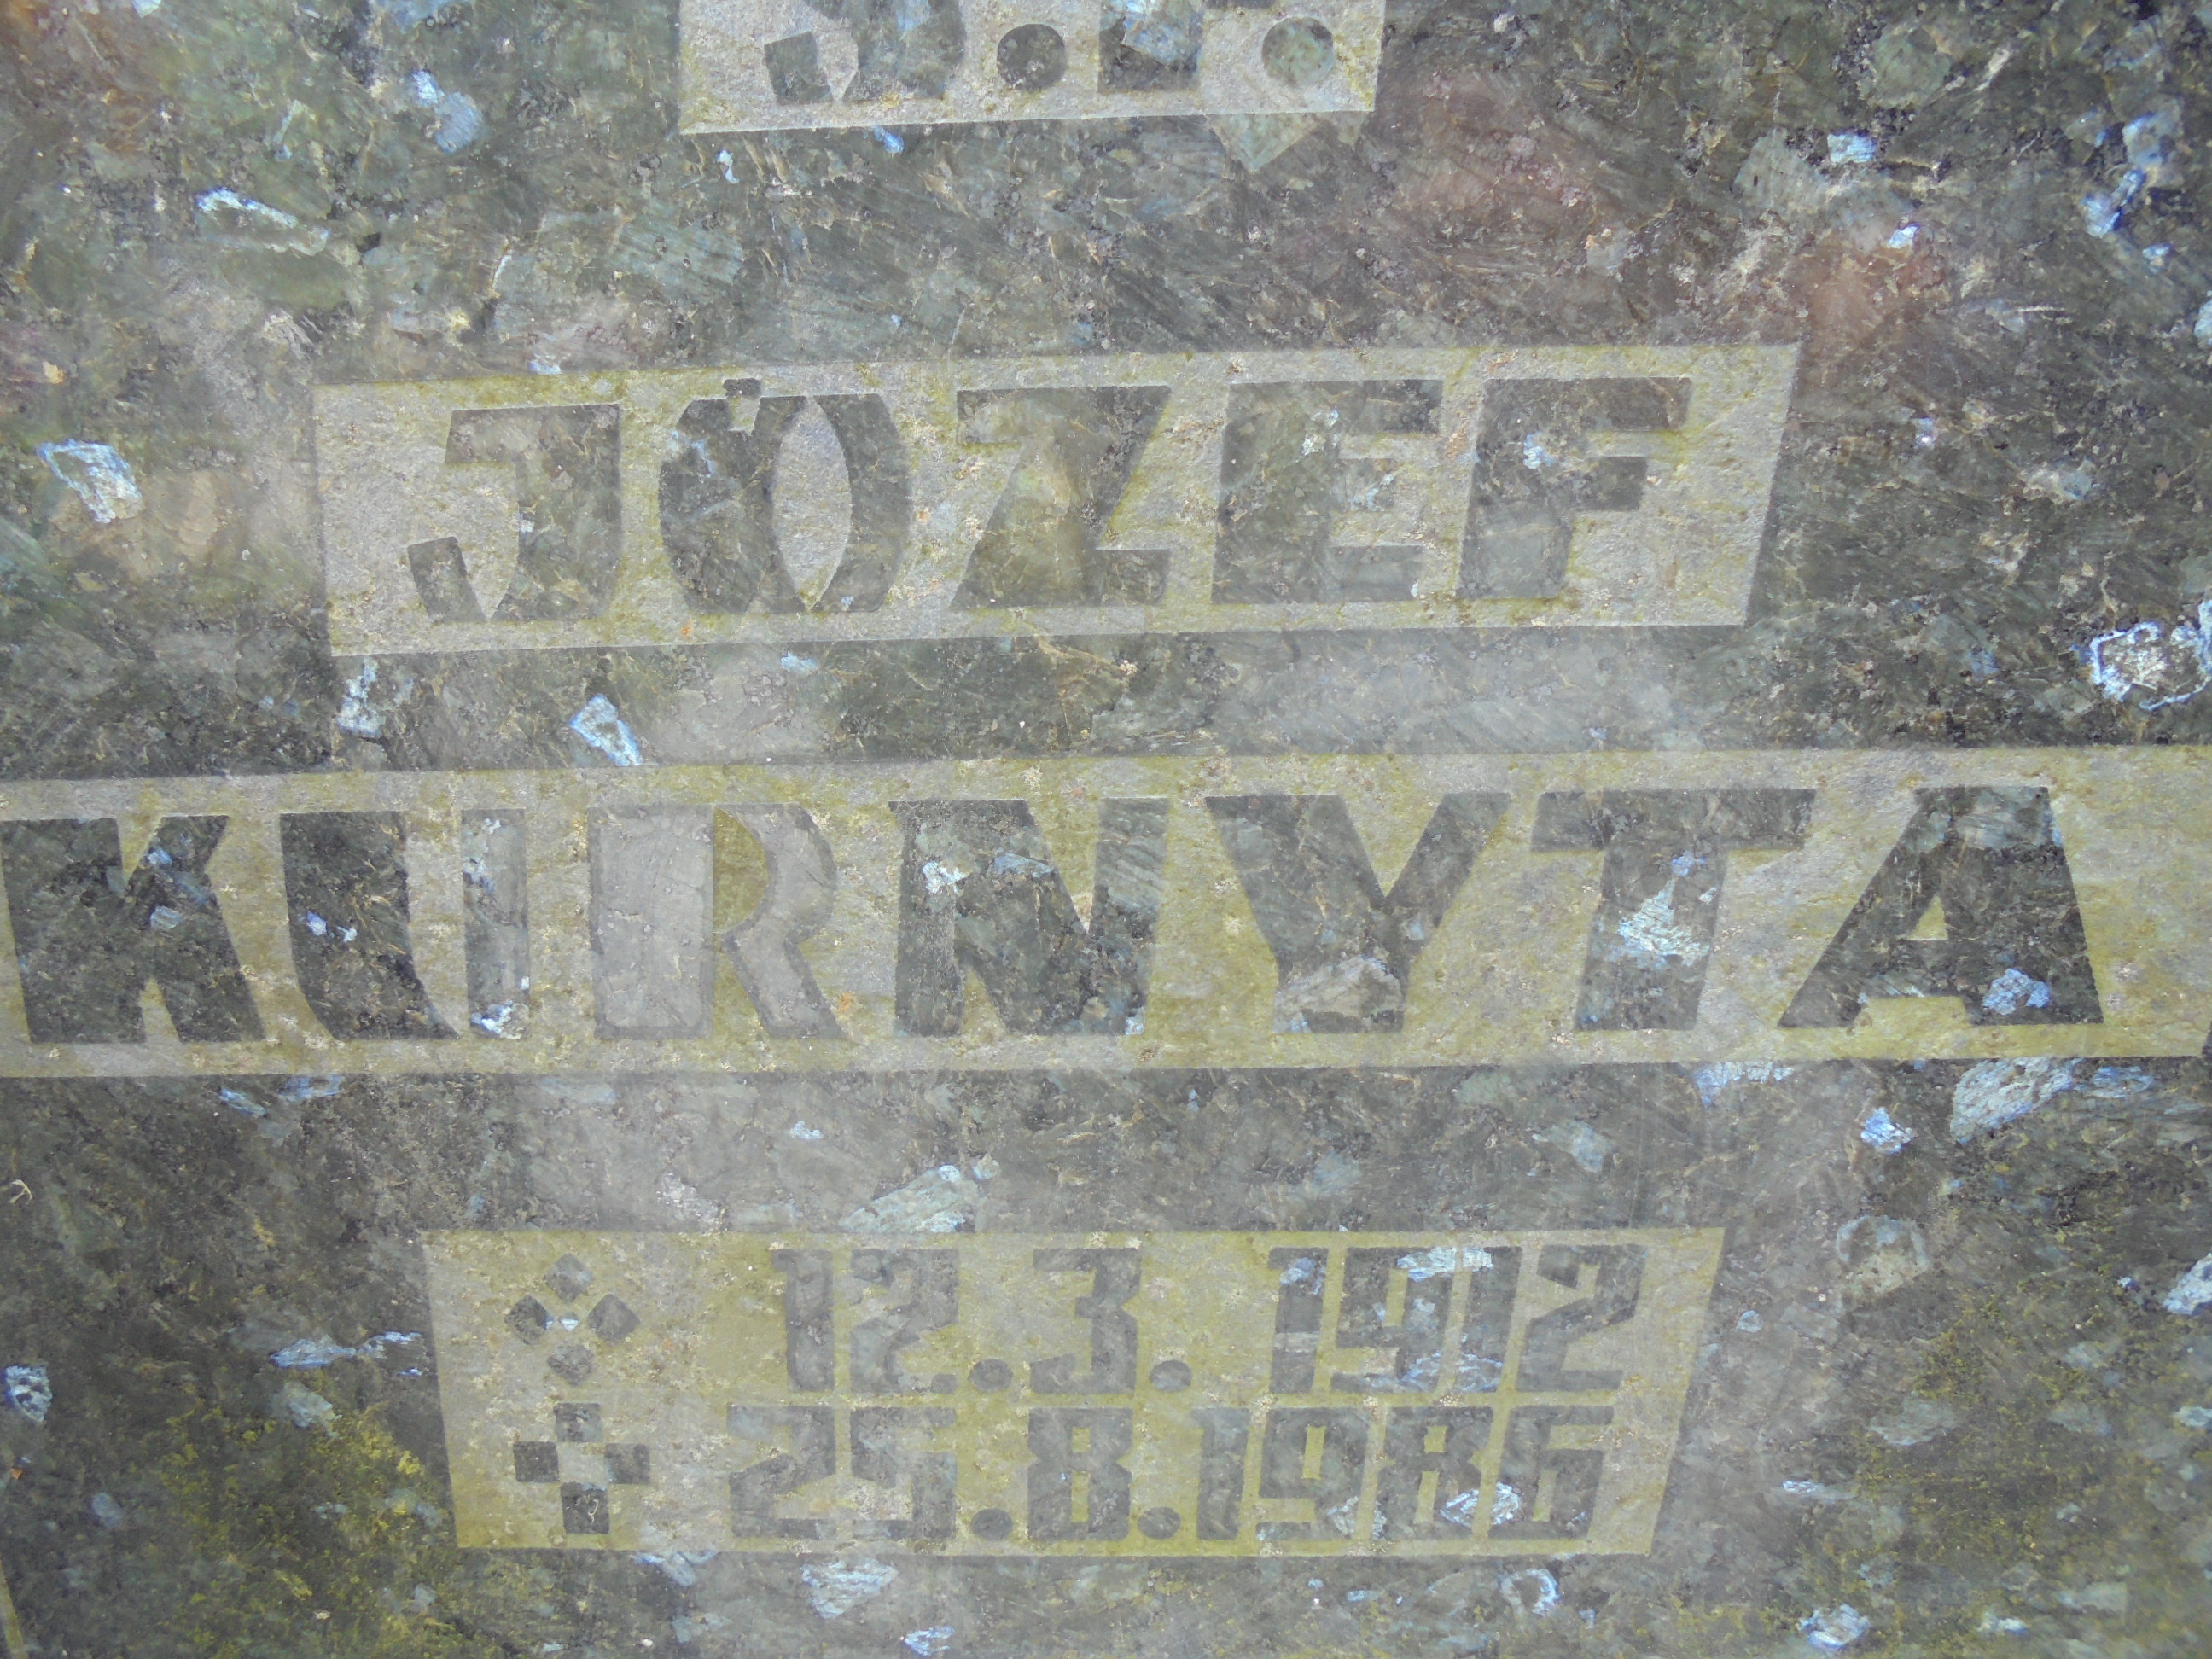 Ś.P.
JÓZEF
KURNYTA
12.3.1912
25.8.1986